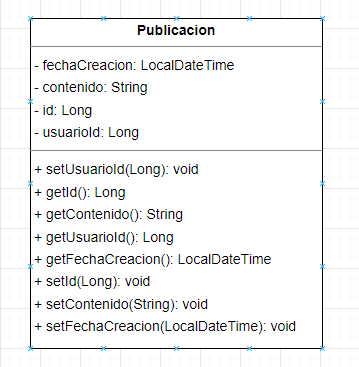 Publicacion
- fechaCreacion: LocalDateTime
- contenido: String
- id: Long
- usuarioId: Long
+ setUsuarioId(Long): void
+ getId(): Long
+ getContenido(): String
+ getUsuarioId(): Long
+ getFechaCreacion(): LocalDateTime
+ setId(Long): void
+ setContenido(String): void
+ setFechaCreacion(LocalDateTime): void